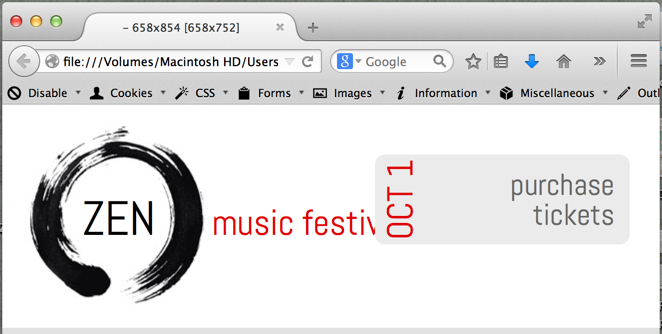 – 658x854 [658x752]
file:///Volumes/Macintosh HD/Users
Google
Disable Cookies CSS Forms Images Information Miscellaneous Outl
ZEN
music festiv
OCT 1
purchase
tickets